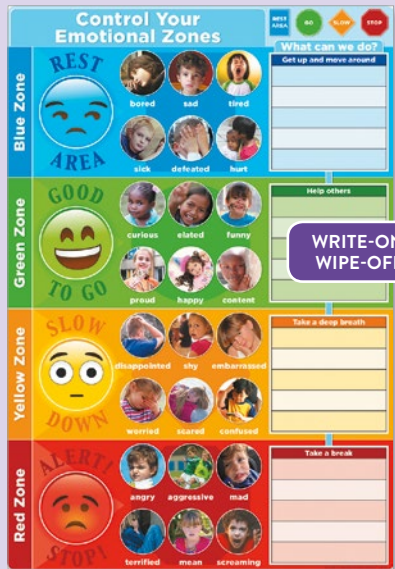 Control Your
Emotional Zones
REST
AREA
GO
SLOW
STOP
What can we do?
Blue Zone
REST
AREA
bored sad tired
sick defeated hurt
Get up and move around
Green Zone
GOOD
TO GO
curious elated funny
proud happy content
Help others
WRITE-ON
WIPE-OFF
Yellow Zone
SLOW
DOWN
disappointed shy embarrassed
worried scared confused
Take a deep breath
Red Zone
ALERT!
STOP!
angry aggressive mad
terrified mean screaming
Take a break